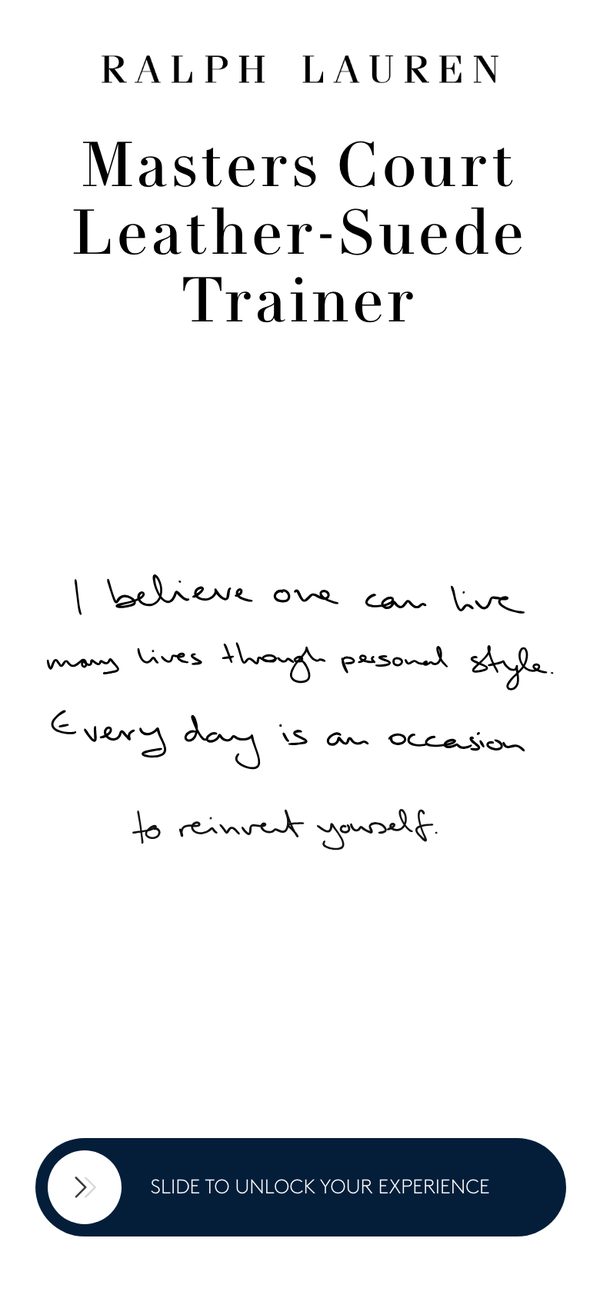 RALPH LAUREN
Masters Court
Leather-Suede
Trainer
I believe one can live
many lives though personal style.
Every day is an occasion
to reinvent yourself.
SLIDE TO UNLOCK YOUR EXPERIENCE